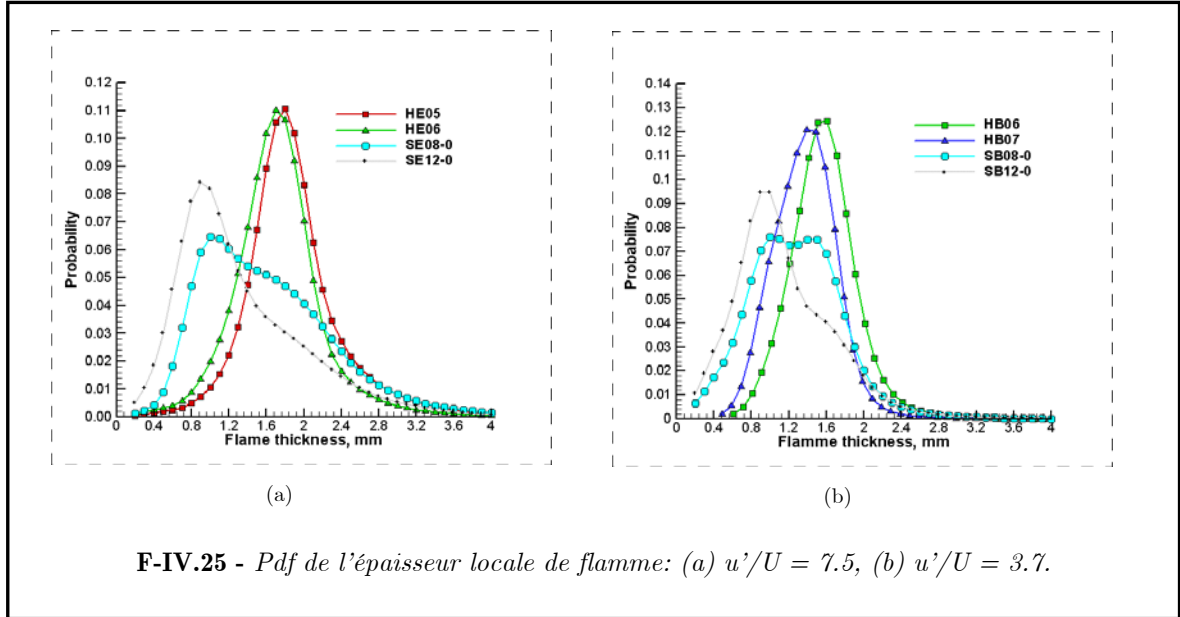 0.12
0.11
0.10
0.09
0.08
0.07
0.06
0.05
0.04
0.03
0.02
0.01
0.00
Probability
0 0.4 0.8 1.2 1.6 2 2.4 2.8 3.2 3.6 4
Flame thickness, mm
HE05
HE06
SE08-0
SE12-0
(a)
0.14
0.13
0.12
0.11
0.1
0.09
0.08
0.07
0.06
0.05
0.04
0.03
0.02
0.01
0
Probability
0 0.4 0.8 1.2 1.6 2 2.4 2.8 3.2 3.6 4
Flamme thickness, mm
HB06
HB07
SB08-0
SB12-0
(b)
F-IV.25 - Pdf de l'épaisseur locale de flamme: (a) u'/U = 7.5, (b) u'/U = 3.7.